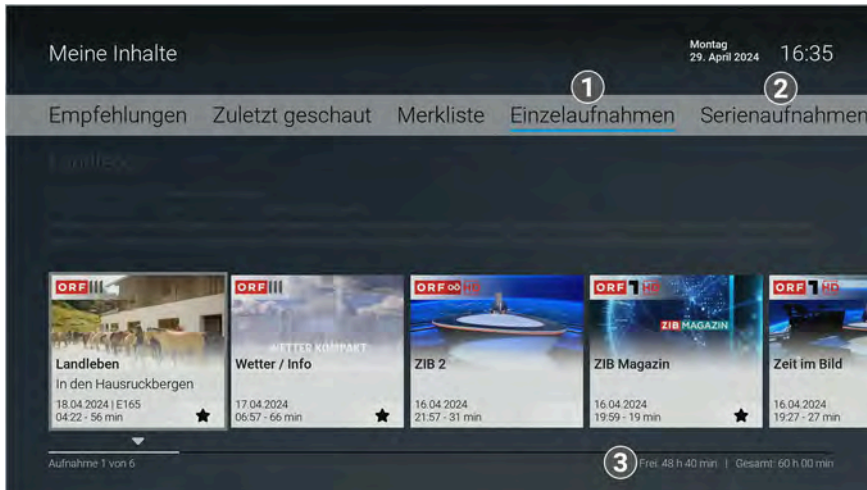 Meine Inhalte
Montag
29. April 2024
16:35
1
2
Empfehlungen Zuletzt geschaut Merkliste Einzelaufnahmen Serienaufnahmen
Landleben
ORF III
WETTER KOMPAKT
Landleben
In den Hausruckbergen
18.04.2024 | E165
04:22 - 56 min
ORF III
Wetter / Info
17.04.2024
06:57 - 66 min
ORF OÖ HD
ZIB 2
16.04.2024
21:57 - 31 min
ORF 1 HD
ZIB MAGAZIN
ZIB Magazin
16.04.2024
19:59 - 19 min
ORF 1 HD
Zeit im Bild
16.04.2024
19:27 - 27 min
Aufnahme 1 von 6
3
Frei: 48 h 40 min | Gesamt: 60 h 00 min